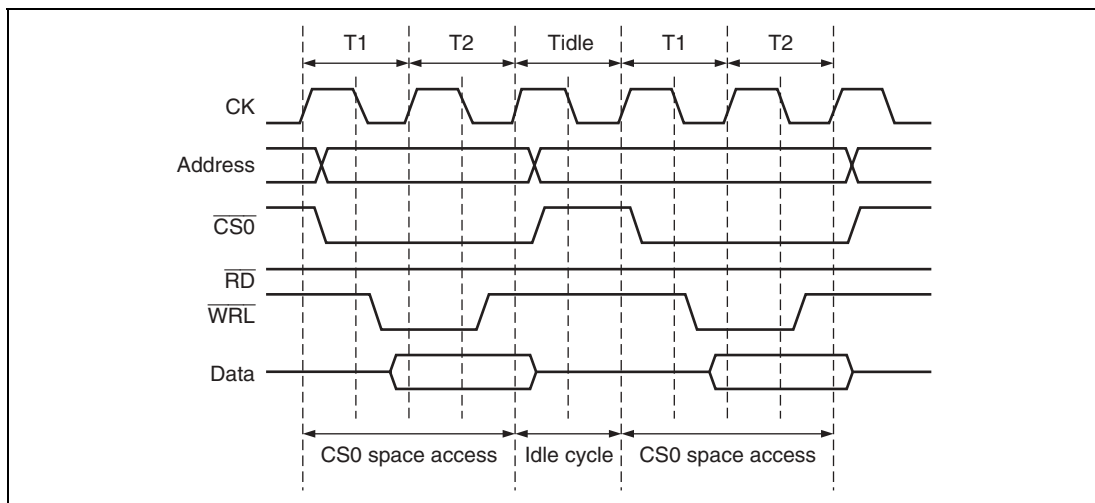 T1 T2 Tidle T1 T2
CK
Address
CS0
RD
WRL
Data
CS0 space access Idle cycle CS0 space access